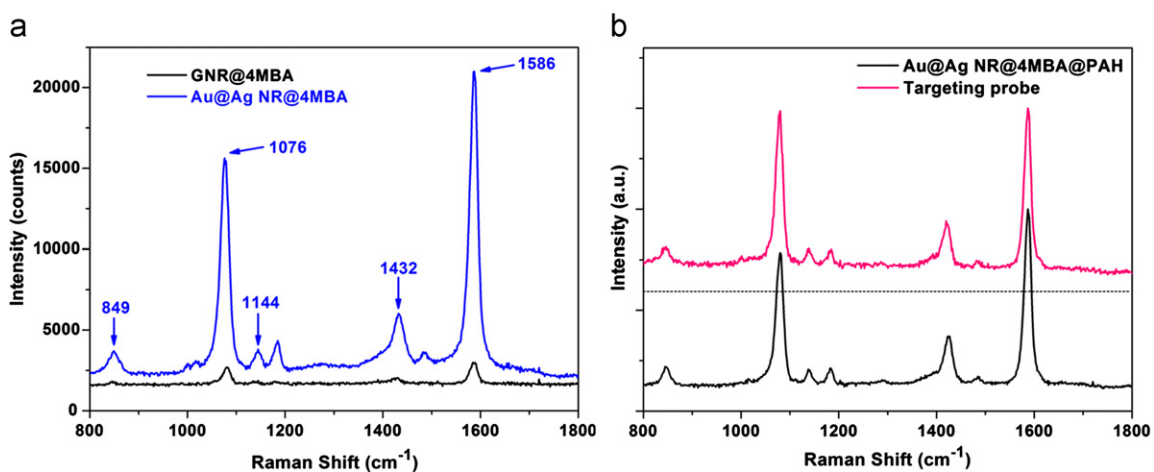 a
GNR@4MBA
Au@Ag NR@4MBA
1586
1076
1432
1144
849
20000
15000
10000
5000
0
Intensity (counts)
800 1000 1200 1400 1600 1800
Raman Shift (cm⁻¹)
b
Au@Ag NR@4MBA@PAH
Targeting probe
Intensity (a.u.)
800 1000 1200 1400 1600 1800
Raman Shift (cm⁻¹)